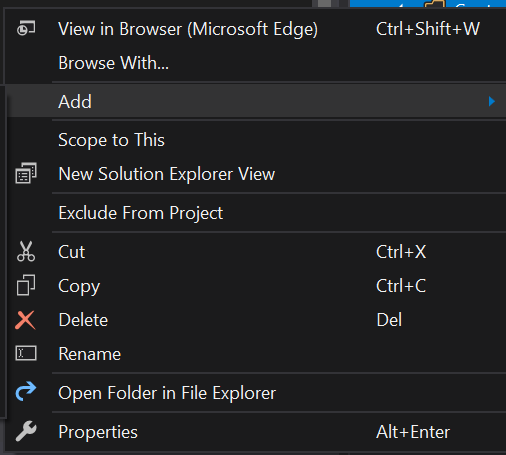 View in Browser (Microsoft Edge) Ctrl+Shift+W
Browse With...
Add
Scope to This
New Solution Explorer View
Exclude From Project
Cut Ctrl+X
Copy Ctrl+C
Delete Del
Rename
Open Folder in File Explorer
Properties Alt+Enter